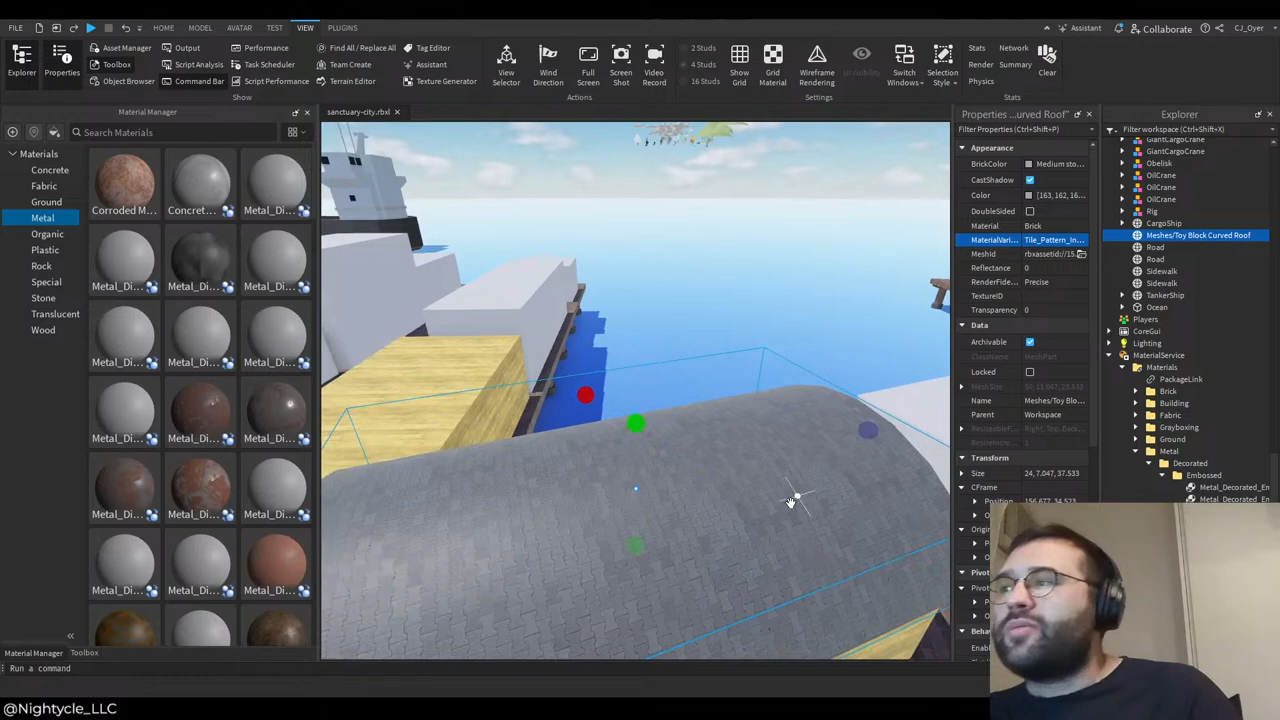 FILE HOME MODEL AVATAR TEST VIEW PLUGINS Assistant Collaborate CJ_Oyer
Explorer Properties
Asset Manager Output Performance Find All / Replace All Tag Editor
Toolbox Script Analysis Task Scheduler Team Create Assistant
Object Browser Command Bar Script Performance Terrain Editor Texture Generator
Show
View Selector Wind Direction Full Screen Screen Shot Video Record
Actions
2 Studs
4 Studs
16 Studs
Show Grid Grid Material Wireframe Rendering UI Visibility Switch Windows Selection Style
Settings
Stats Network
Render Summary
Physics
Clear
Stats
Material Manager
Search Materials
Materials
Concrete
Fabric
Ground
Metal
Organic
Plastic
Rock
Special
Stone
Translucent
Wood
Corroded M... Concret... Metal_Di...
Metal_Di... Metal_Di... Metal_Di...
Metal_Di... Metal_Di... Metal_Di...
Metal_Di... Metal_Di... Metal_Di...
Metal_Di... Metal_Di... Metal_Di...
Metal_Di... Metal_Di... Metal_Di...
Material Manager Toolbox
Run a command
sanctuary-city.rbxl
Properties ...urved Roof"
Filter Properties (Ctrl+Shift+P)
Appearance
BrickColor Medium sto...
CastShadow
Color [163, 162, 16...
DoubleSided
Material Brick
MaterialVari... Tile_Pattern_In...
MeshId rbxassetid://15...
Reflectance 0
RenderFide... Precise
TextureID
Transparency 0
Data
Archivable
ClassName MeshPart
Locked
Name Meshes/Toy Bl...
Parent Workspace
Transform
Size 24, 7.047, 37.533
CFrame
Position 156.677, 34.523
Explorer
Filter workspace (Ctrl+Shift+X)
GiantCargoCrane
GiantCargoCrane
Obelisk
OilCrane
OilCrane
OilCrane
Rig
CargoShip
Meshes/Toy Block Curved Roof
Road
Road
Sidewalk
Sidewalk
TankerShip
Ocean
Players
CoreGui
Lighting
MaterialService
Materials
PackageLink
Brick
Building
Fabric
Grayboxing
Ground
Metal
Decorated
Embossed
Metal_Decorated_En
Metal_Decorated_En
@Nightycle_LLC